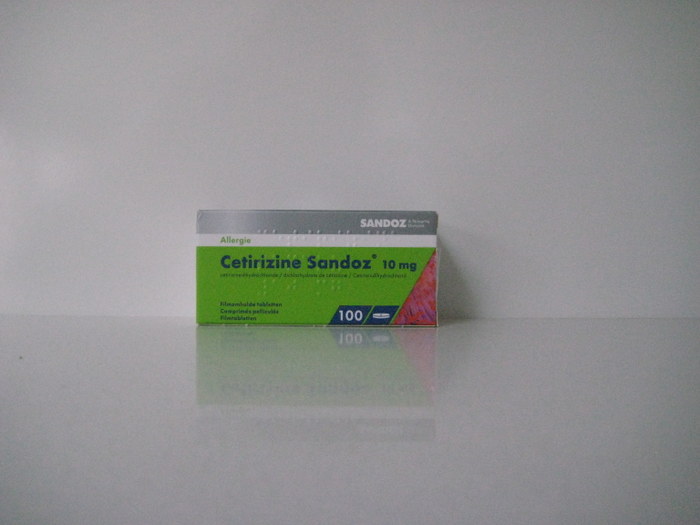 SANDOZ
Allergie
Cetirizine Sandoz® 10 mg
Filmomhulde tabletten
Comprimés pelliculés
Filmtabletten
100